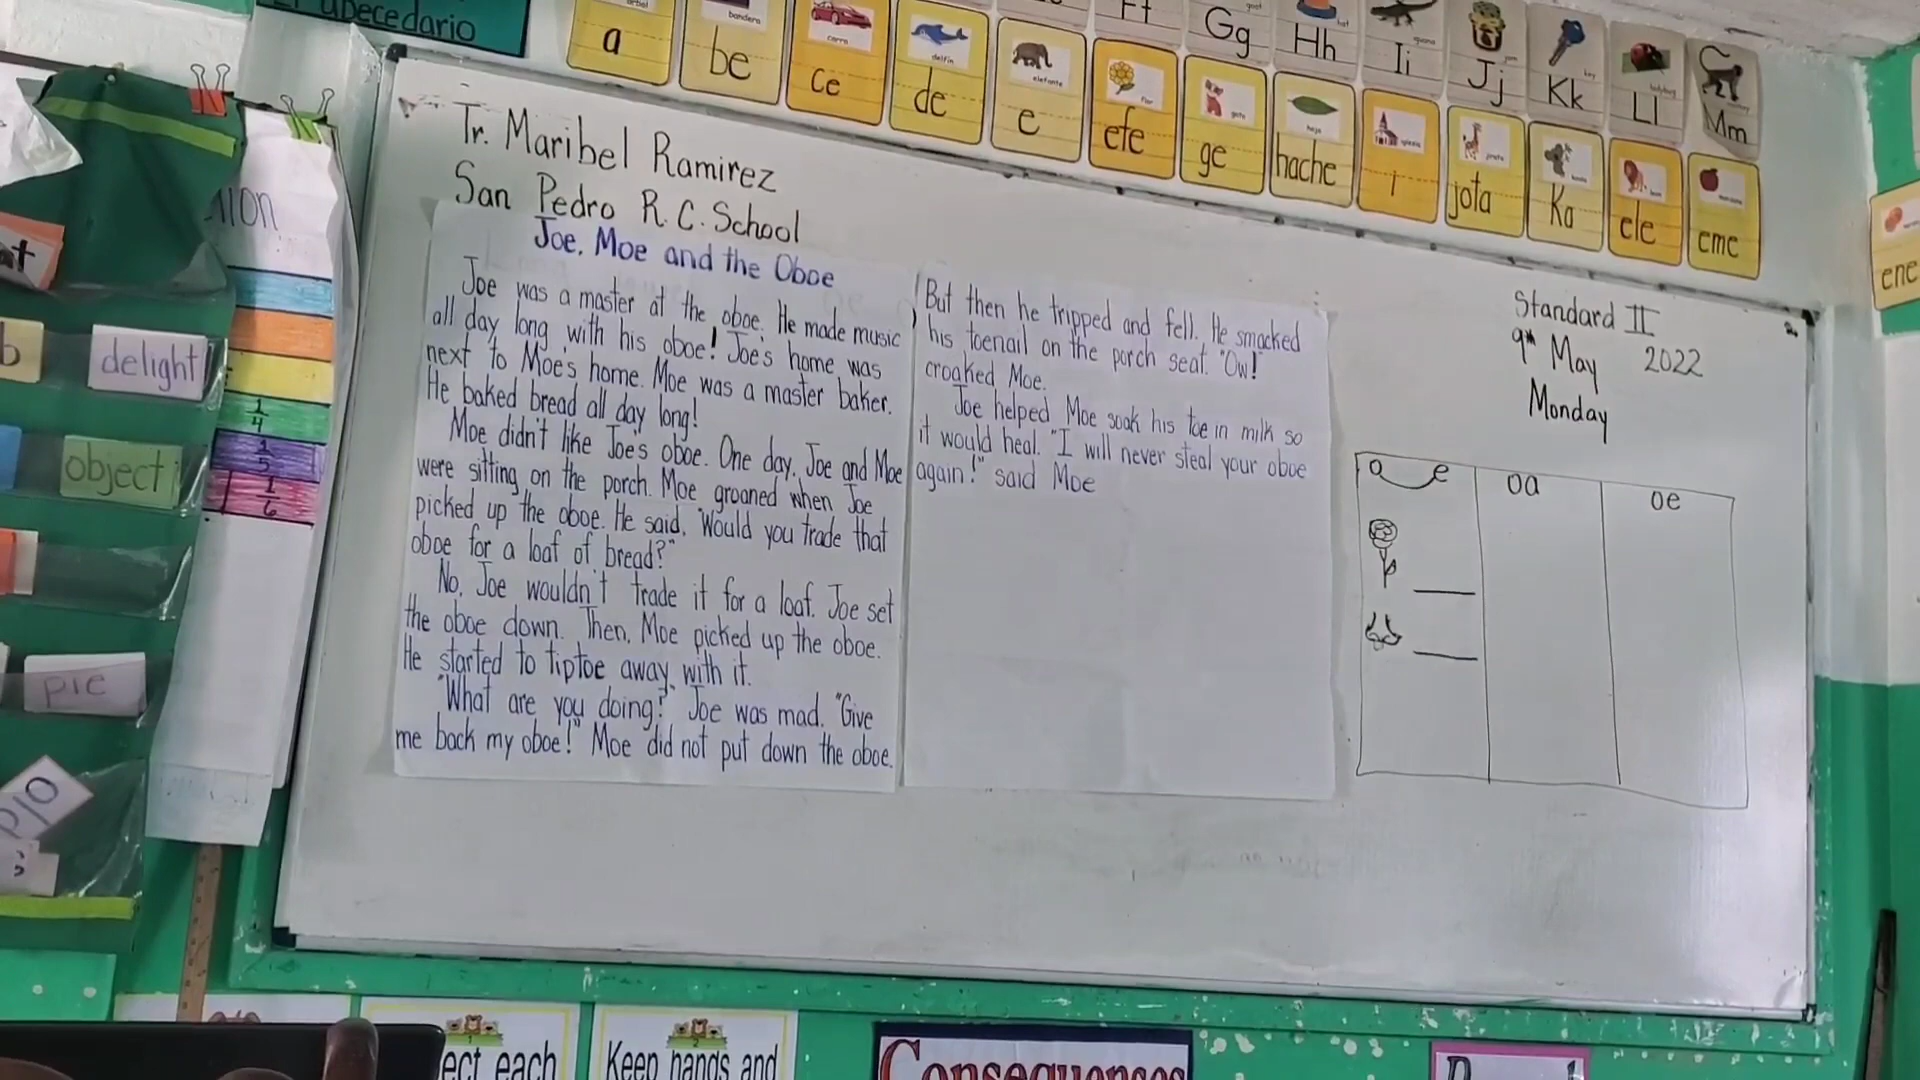 abecedario
a
be
ce
de
e
efe
ge
hache
i
jota
Ka
ele
eme
ene
bandera
carro
delfin
elefante
flor
gato
hoja
iglesia
Gg
Hh
Ii
Jj
Kk
Ll
Mm
Tr. Maribel Ramirez
San Pedro R.C. School
Joe, Moe and the Oboe
Joe was a master at the oboe. He made music
all day long with his oboe! Joe's home was
next to Moe's home. Moe was a master baker.
He baked bread all day long!
Moe didn't like Joe's oboe. One day, Joe and Moe
were sitting on the porch. Moe groaned when Joe
picked up the oboe. He said, "Would you trade that
oboe for a loaf of bread?"
No, Joe wouldn't trade it for a loaf. Joe set
the oboe down. Then, Moe picked up the oboe.
He started to tiptoe away with it.
"What are you doing?" Joe was mad. "Give
me back my oboe!" Moe did not put down the oboe.
But then he tripped and fell. He smacked
his toenail on the porch seat. "Ow!"
croaked Moe.
Joe helped Moe soak his toe in milk so
it would heal. "I will never steal your oboe
again!" said Moe
Standard II
9th May 2022
Monday
o e
oa
oe
delight
object
pie
1/4
1/5
1/6
ect each
Keep hands and
Consequences